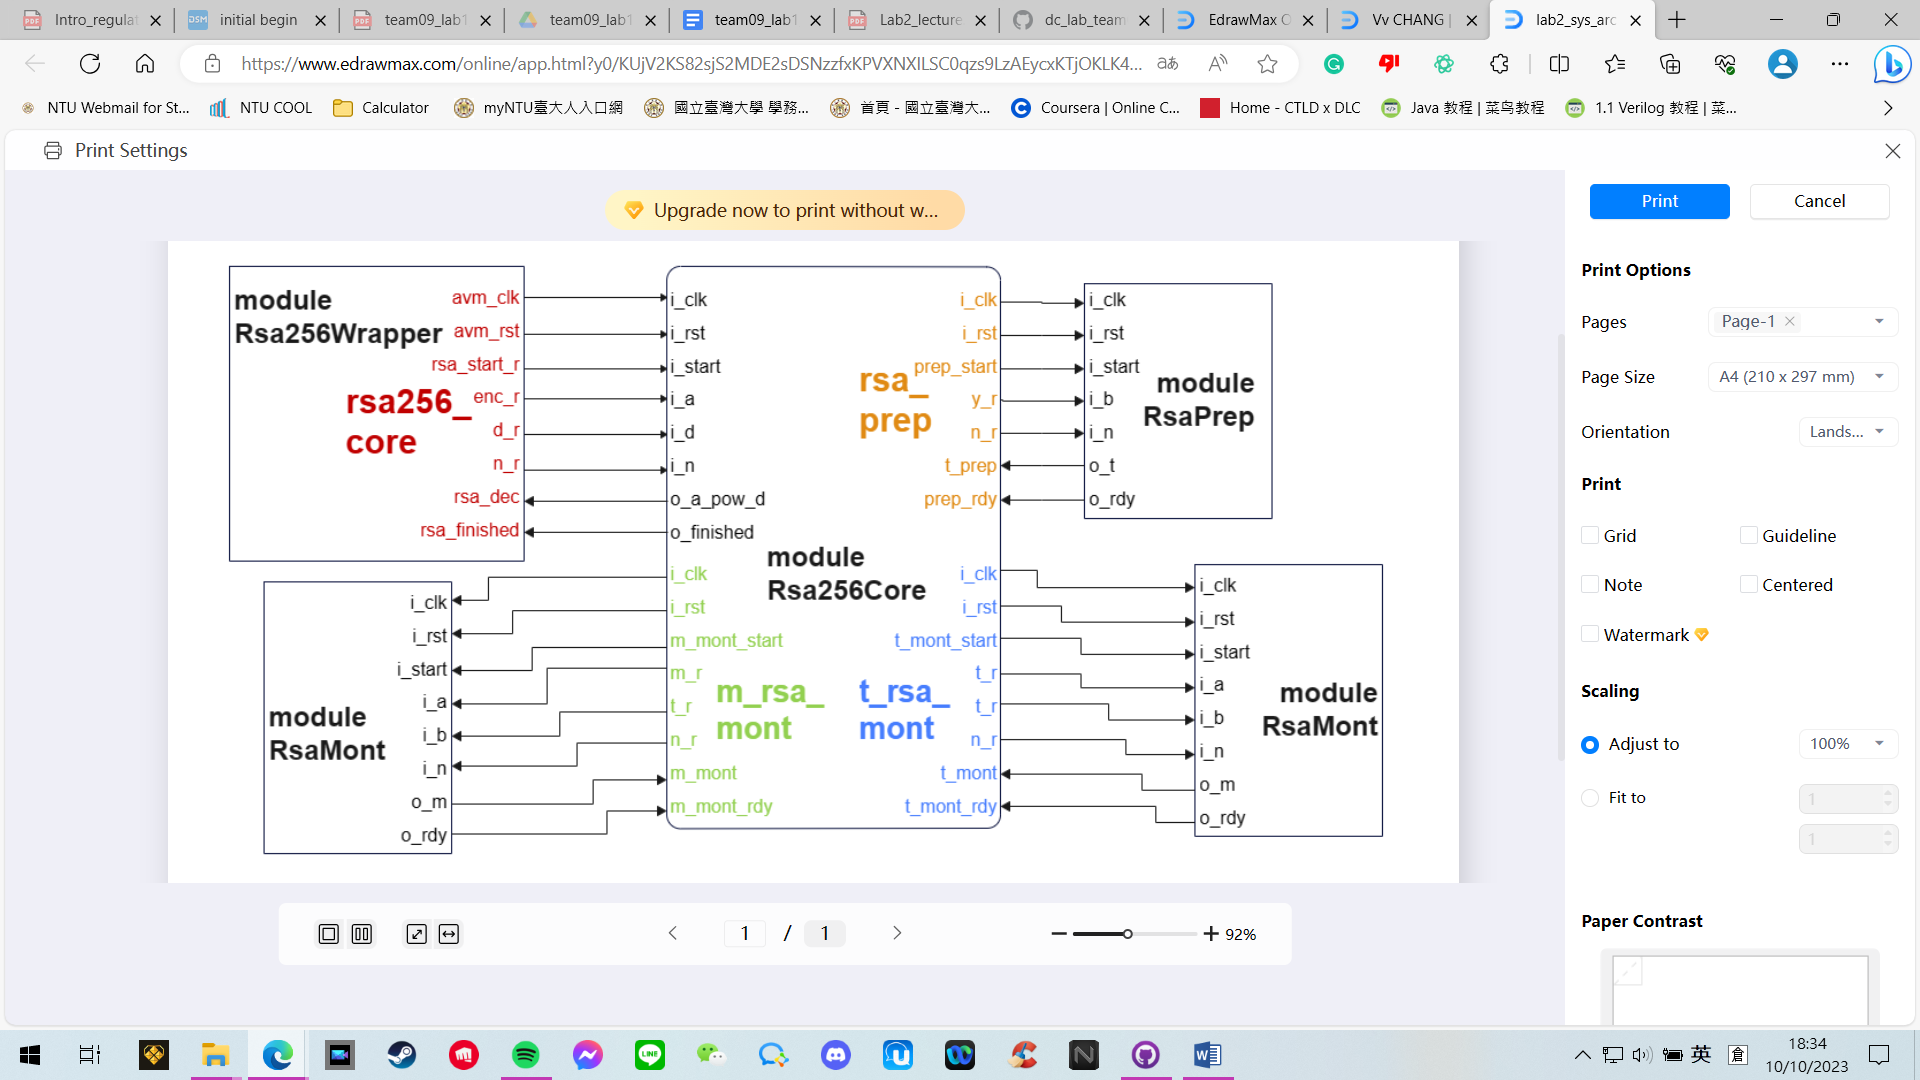 Intro_regulat
initial begin
team09_lab1
team09_lab1
team09_lab1
Lab2_lecture
dc_lab_team
EdrawMax O
Vv CHANG |
lab2_sys_arc
https://www.edrawmax.com/online/app.html?y0/KUjV2KS82sjS2MDE2sDSNzzfxKPVXNXILSC0qzs9LzAEycxKTjOKLK4...
NTU Webmail for St...
NTU COOL
Calculator
myNTU臺大人入口網
國立臺灣大學 學務...
首頁 - 國立臺灣大...
Coursera | Online C...
Home - CTLD x DLC
Java 教程 | 菜鸟教程
1.1 Verilog 教程 | 菜...
Print Settings
Upgrade now to print without w...
module
Rsa256Wrapper
rsa256_
core
avm_clk
avm_rst
rsa_start_r
enc_r
d_r
n_r
rsa_dec
rsa_finished
i_clk
i_rst
i_start
i_a
i_d
i_n
o_a_pow_d
o_finished
module
Rsa256Core
rsa_
prep
i_clk
i_rst
prep_start
y_r
n_r
t_prep
prep_rdy
i_clk
i_rst
i_start
i_b
i_n
o_t
o_rdy
module
RsaPrep
module
RsaMont
i_clk
i_rst
i_start
i_a
i_b
i_n
o_m
o_rdy
i_clk
i_rst
m_mont_start
m_r
t_r
n_r
m_mont
m_mont_rdy
m_rsa_
mont
t_rsa_
mont
i_clk
i_rst
t_mont_start
t_r
t_r
n_r
t_mont
t_mont_rdy
i_clk
i_rst
i_start
i_a
i_b
i_n
o_m
o_rdy
module
RsaMont
1 / 1
92%
Print
Cancel
Print Options
Pages
Page-1
Page Size
A4 (210 x 297 mm)
Orientation
Lands...
Print
Grid
Guideline
Note
Centered
Watermark
Scaling
Adjust to
100%
Fit to
1
1
Paper Contrast
英
倉
18:34
10/10/2023